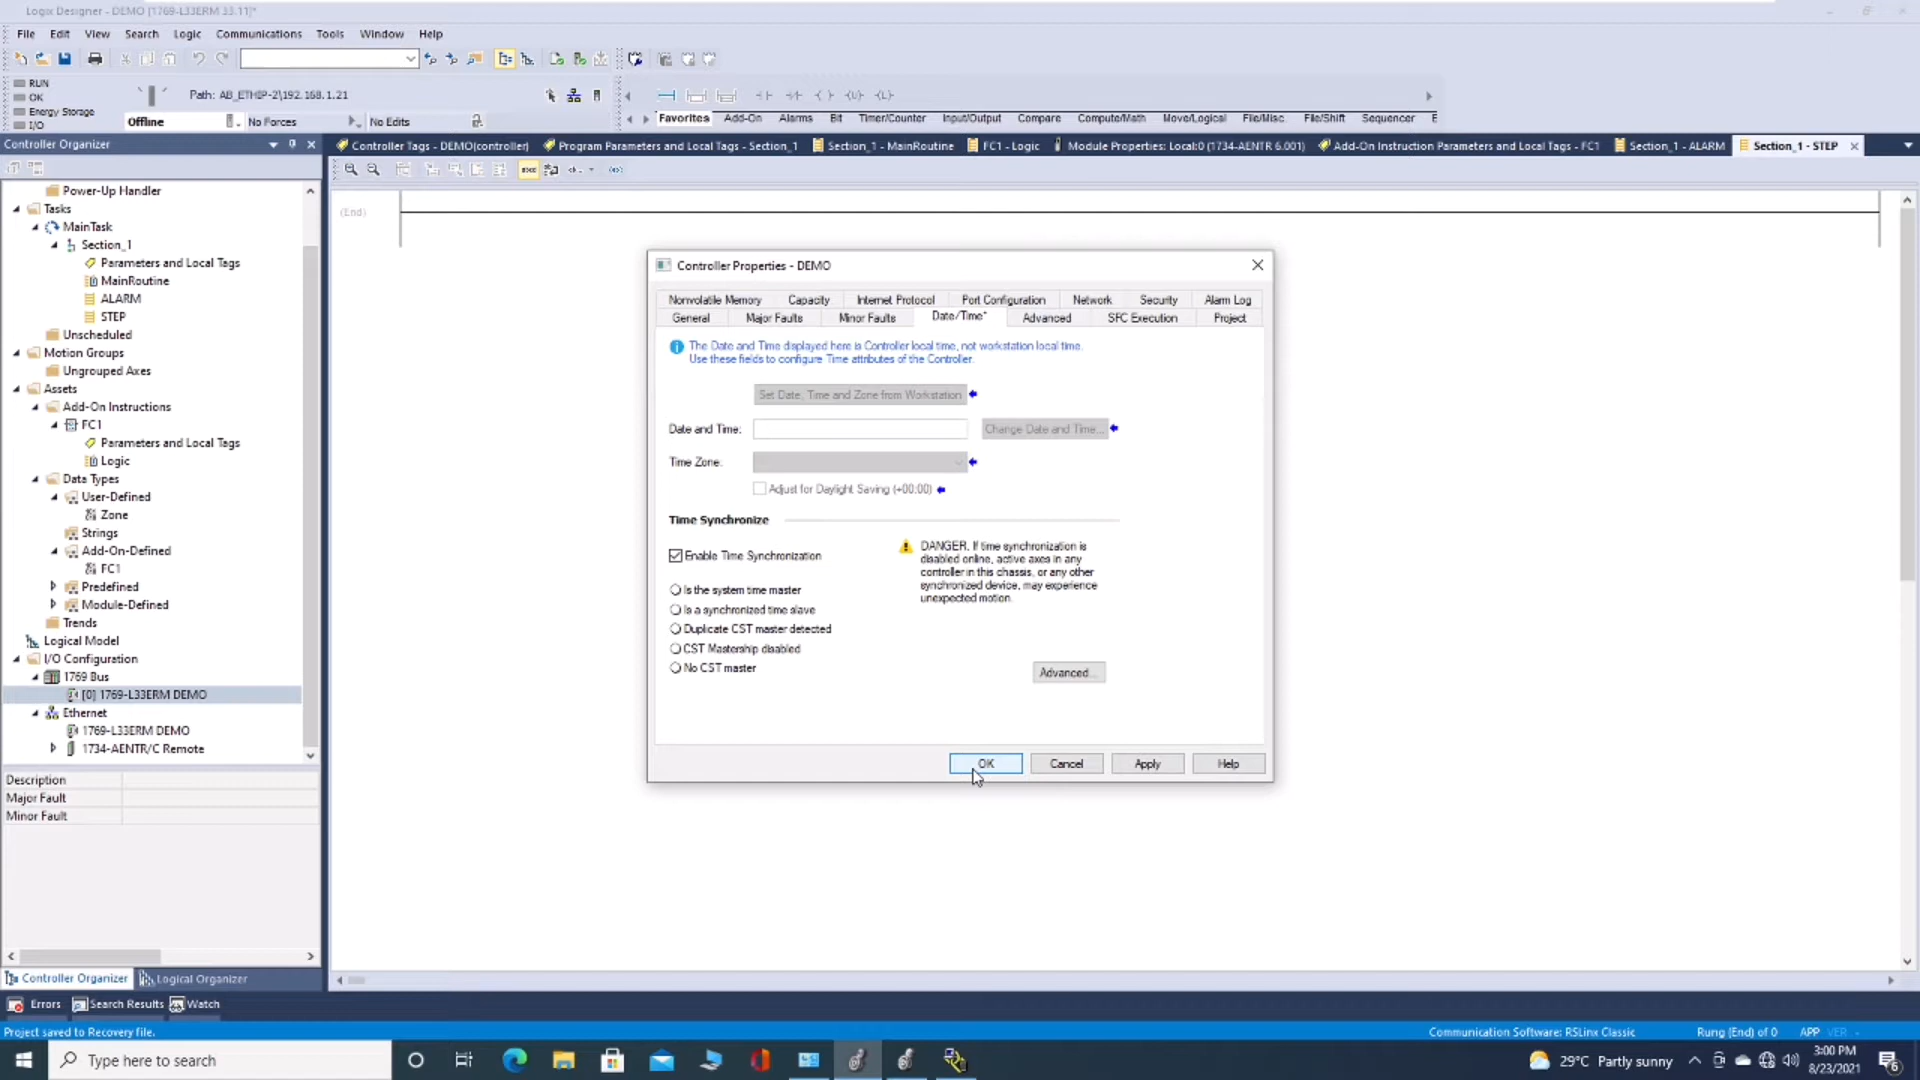 Logix Designer - DEMO [1769-L33ERM 33.11]*
File Edit View Search Logic Communications Tools Window Help
RUN
OK
Energy Storage
I/O
Path: AB_ETHIP-2\192.168.1.21
Offline
No Forces
No Edits
Favorites Add-On Alarms Bit Timer/Counter Input/Output Compare Compute/Math Move/Logical File/Misc. File/Shift Sequencer E
Controller Organizer
Controller Tags - DEMO(controller) Program Parameters and Local Tags - Section_1 Section_1 - MainRoutine FC1 - Logic Module Properties: Local:0 (1734-AENTR 6.001) Add-On Instruction Parameters and Local Tags - FC1 Section_1 - ALARM Section_1 - STEP
(End)
Power-Up Handler
Tasks
MainTask
Section_1
Parameters and Local Tags
MainRoutine
ALARM
STEP
Unscheduled
Motion Groups
Ungrouped Axes
Assets
Add-On Instructions
FC1
Parameters and Local Tags
Logic
Data Types
User-Defined
Zone
Strings
Add-On-Defined
FC1
Predefined
Module-Defined
Trends
Logical Model
I/O Configuration
1769 Bus
[0] 1769-L33ERM DEMO
Ethernet
1769-L33ERM DEMO
1734-AENTR/C Remote
Description
Major Fault
Minor Fault
Controller Organizer Logical Organizer
Controller Properties - DEMO
Nonvolatile Memory Capacity Internet Protocol Port Configuration Network Security Alarm Log
General Major Faults Minor Faults Date/Time* Advanced SFC Execution Project
The Date and Time displayed here is Controller local time, not workstation local time.
Use these fields to configure Time attributes of the Controller.
Set Date, Time and Zone from Workstation
Date and Time:
Change Date and Time...
Time Zone:
Adjust for Daylight Saving (+00:00)
Time Synchronize
Enable Time Synchronization
DANGER. If time synchronization is
disabled online, active axes in any
controller in this chassis, or any other
synchronized device, may experience
unexpected motion.
Is the system time master
Is a synchronized time slave
Duplicate CST master detected
CST Mastership disabled
No CST master
Advanced...
OK Cancel Apply Help
Errors Search Results Watch
Project saved to Recovery file.
Communication Software: RSLinx Classic
Rung (End) of 0
APP VER
Type here to search
29°C Partly sunny
3:00 PM
8/23/2021
6